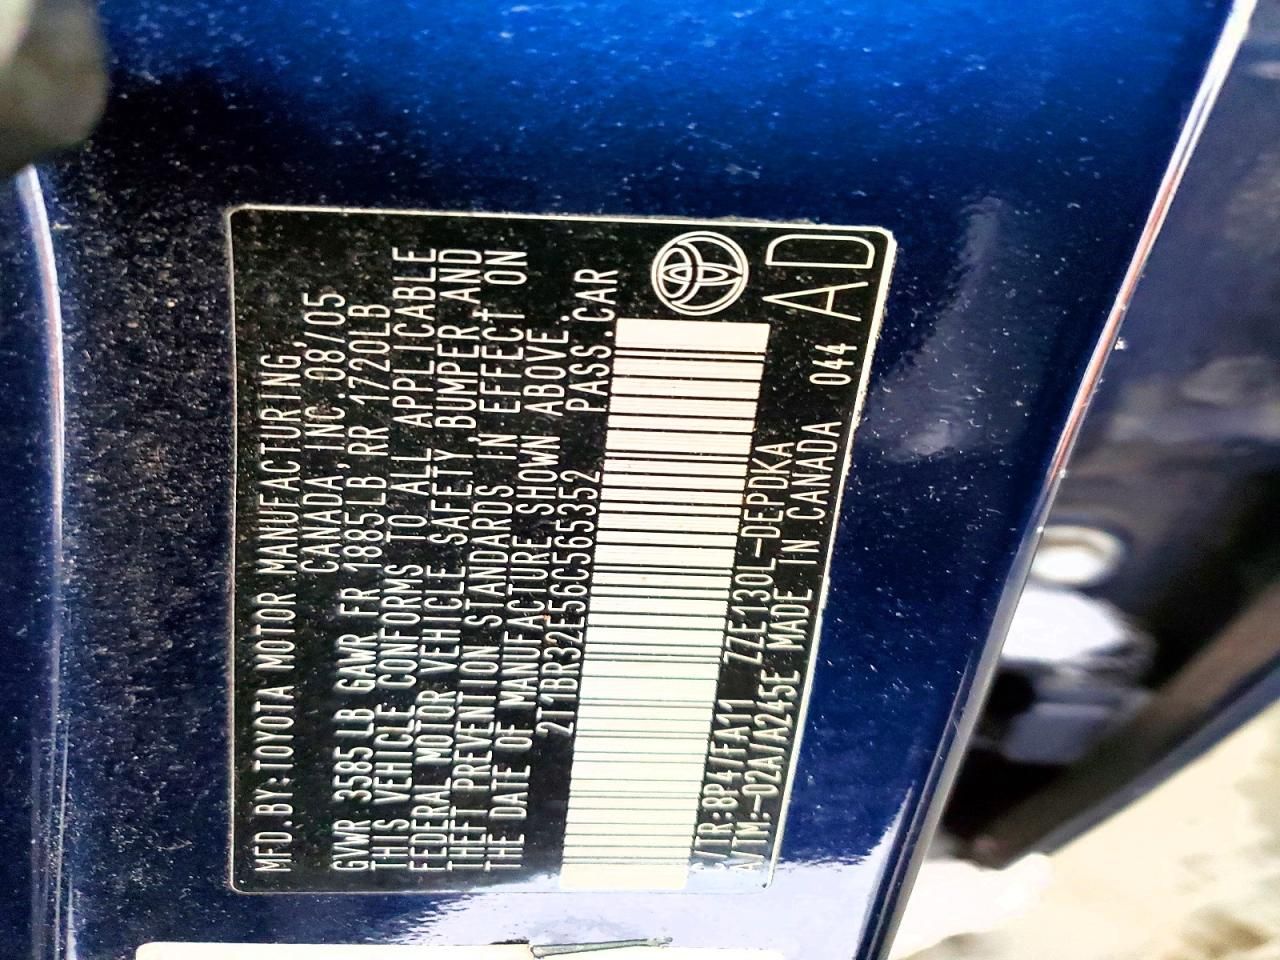 MFD.BY:TOYOTA MOTOR MANUFACTURING,
CANADA, INC. 08/05
GVWR 3585 LB GAWR FR 1885LB RR 1720LB
THIS VEHICLE CONFORMS TO ALL APPLICABLE
FEDERAL MOTOR VEHICLE SAFETY, BUMPER, AND
THEFT PREVENTION STANDARDS IN EFFECT ON
THE DATE OF MANUFACTURE SHOWN ABOVE.
2T1BR32E56C565352 PASS.CAR
C/TR:8P4/FA11 ZZE130L-DEPDKA
A/TM:-02A/A245E MADE IN CANADA 044
AD